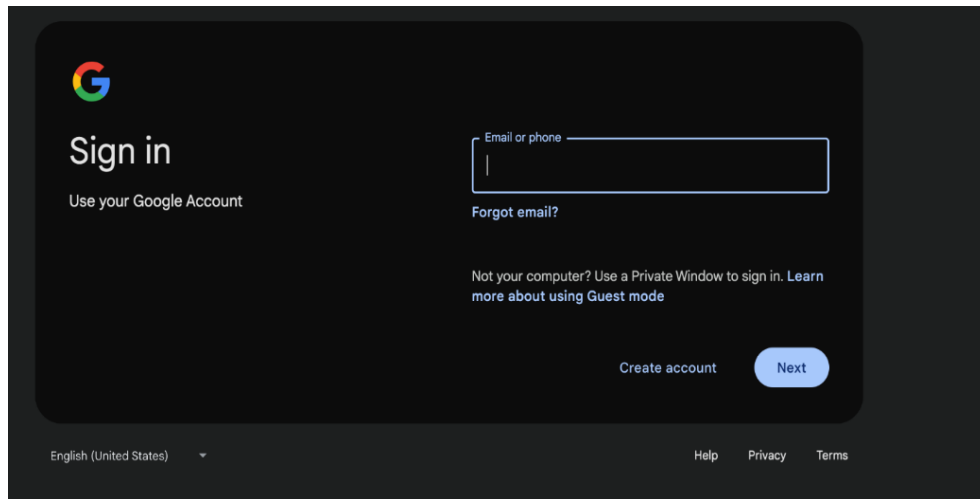 Sign in
Use your Google Account
Email or phone
Forgot email?
Not your computer? Use a Private Window to sign in. Learn
more about using Guest mode
Create account
Next
English (United States)
Help
Privacy
Terms